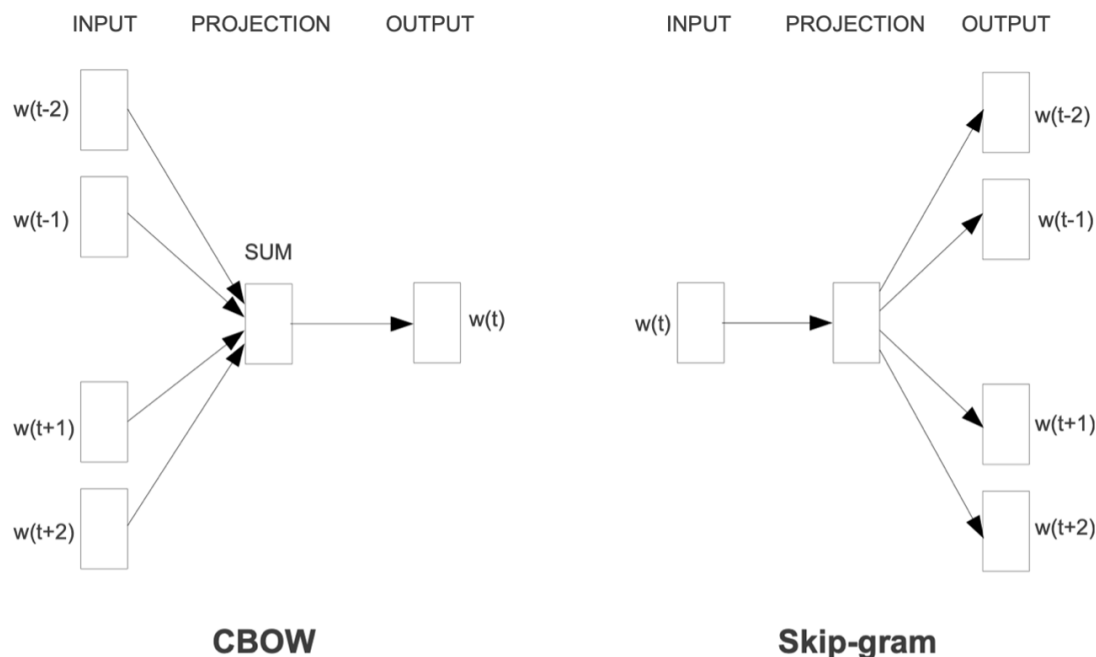 INPUT PROJECTION OUTPUT
w(t-2)
w(t-1)
SUM
w(t)
w(t+1)
w(t+2)
CBOW
INPUT PROJECTION OUTPUT
w(t-2)
w(t-1)
w(t)
w(t+1)
w(t+2)
Skip-gram